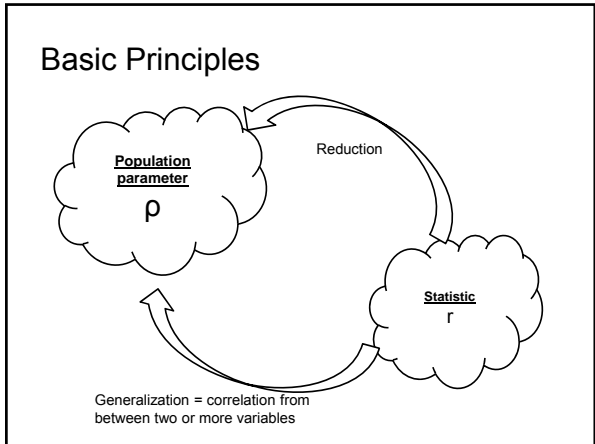 Basic Principles
Reduction
Population
parameter
ρ
Statistic
r
Generalization = correlation from
between two or more variables